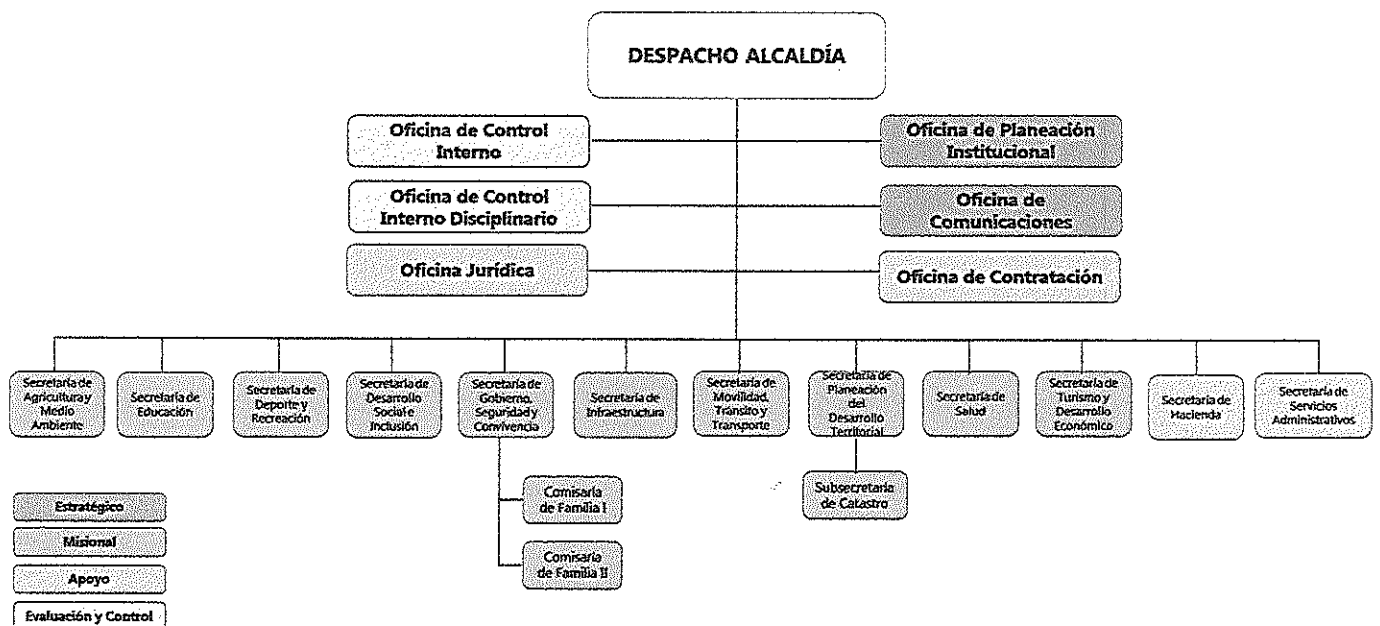 DESPACHO ALCALDÍA
Oficina de Control
Interno
Oficina de Planeación
Institucional
Oficina de Control
Interno Disciplinario
Oficina de
Comunicaciones
Oficina Jurídica
Oficina de Contratación
Secretaría de
Agricultura y
Medio
Ambiente
Secretaría de
Educación
Secretaría de
Deporte y
Recreación
Secretaría de
Desarrollo
Social e
Inclusión
Secretaría de
Gobierno,
Seguridad y
Convivencia
Secretaría de
Infraestructura
Secretaría de
Movilidad,
Tránsito y
Transporte
Secretaría de
Planeación
del
Desarrollo
Territorial
Secretaría de
Salud
Secretaría de
Turismo y
Desarrollo
Económico
Secretaría de
Hacienda
Secretaría de
Servicios
Administrativos
Comisaría
de Familia I
Comisaría
de Familia II
Subsecretaría
de Catastro
Estratégico
Misional
Apoyo
Evaluación y Control